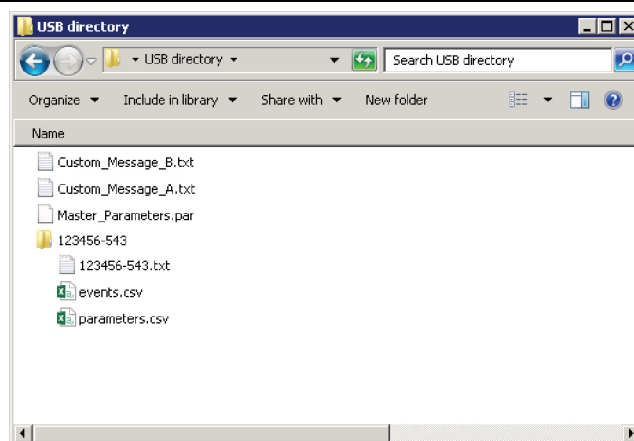 USB directory
USB directory
Search USB directory
Organize Include in library Share with New folder
Name
Custom_Message_B.txt
Custom_Message_A.txt
Master_Parameters.par
123456-543
123456-543.txt
events.csv
parameters.csv